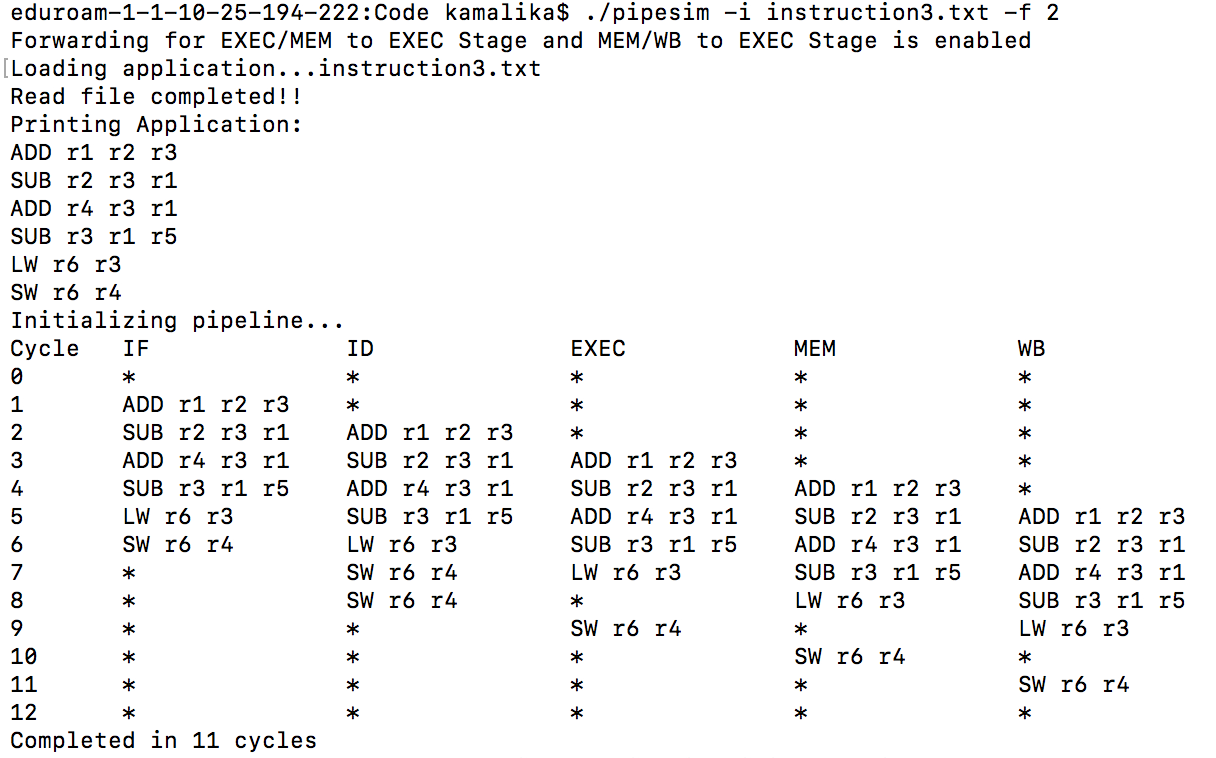 eduroam-1-1-10-25-194-222:Code kamalika$ ./pipesim -i instruction3.txt -f 2
Forwarding for EXEC/MEM to EXEC Stage and MEM/WB to EXEC Stage is enabled
[Loading application...instruction3.txt
Read file completed!!
Printing Application:
ADD r1 r2 r3
SUB r2 r3 r1
ADD r4 r3 r1
SUB r3 r1 r5
LW r6 r3
SW r6 r4
Initializing pipeline...
Cycle   IF              ID              EXEC            MEM             WB
0       *               *               *               *               *
1       ADD r1 r2 r3    *               *               *               *
2       SUB r2 r3 r1    ADD r1 r2 r3    *               *               *
3       ADD r4 r3 r1    SUB r2 r3 r1    ADD r1 r2 r3    *               *
4       SUB r3 r1 r5    ADD r4 r3 r1    SUB r2 r3 r1    ADD r1 r2 r3    *
5       LW r6 r3        SUB r3 r1 r5    ADD r4 r3 r1    SUB r2 r3 r1    ADD r1 r2 r3
6       SW r6 r4        LW r6 r3        SUB r3 r1 r5    ADD r4 r3 r1    SUB r2 r3 r1
7       *               SW r6 r4        LW r6 r3        SUB r3 r1 r5    ADD r4 r3 r1
8       *               SW r6 r4        *               LW r6 r3        SUB r3 r1 r5
9       *               *               SW r6 r4        *               LW r6 r3
10      *               *               *               SW r6 r4        *
11      *               *               *               *               SW r6 r4
12      *               *               *               *               *
Completed in 11 cycles